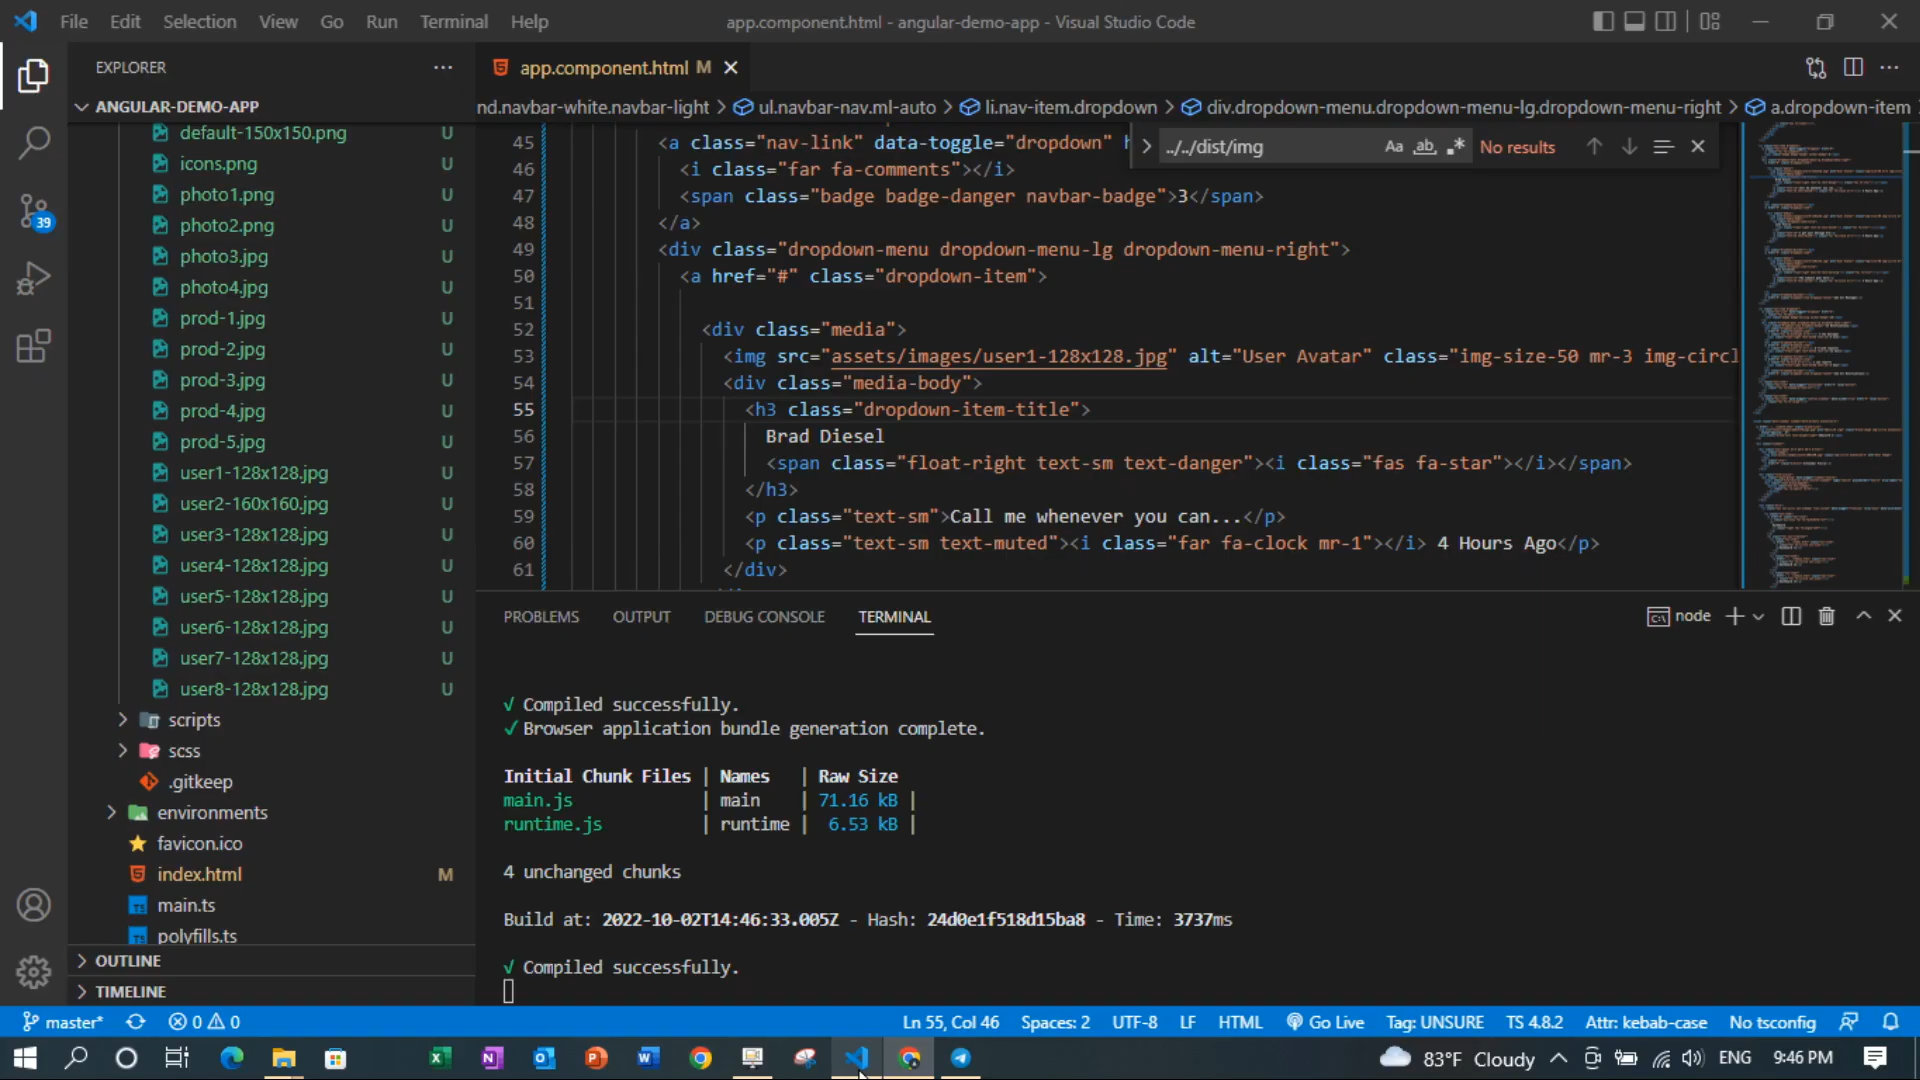 File Edit Selection View Go Run Terminal Help
app.component.html - angular-demo-app - Visual Studio Code
EXPLORER
app.component.html M
ANGULAR-DEMO-APP
nd.navbar-white.navbar-light > ul.navbar-nav.ml-auto > li.nav-item.dropdown > div.dropdown-menu.dropdown-menu-lg.dropdown-menu-right > a.dropdown-item
../../dist/img Aa ab .* No results
default-150x150.png U
icons.png U
photo1.png U
photo2.png U
photo3.jpg U
photo4.jpg U
prod-1.jpg U
prod-2.jpg U
prod-3.jpg U
prod-4.jpg U
prod-5.jpg U
user1-128x128.jpg U
user2-160x160.jpg U
user3-128x128.jpg U
user4-128x128.jpg U
user5-128x128.jpg U
user6-128x128.jpg U
user7-128x128.jpg U
user8-128x128.jpg U
scripts
scss
.gitkeep
environments
favicon.ico
index.html M
main.ts
polyfills.ts
OUTLINE
TIMELINE
39
45 <a class="nav-link" data-toggle="dropdown" h
46 <i class="far fa-comments"></i>
47 <span class="badge badge-danger navbar-badge">3</span>
48 </a>
49 <div class="dropdown-menu dropdown-menu-lg dropdown-menu-right">
50 <a href="#" class="dropdown-item">
51
52 <div class="media">
53 <img src="assets/images/user1-128x128.jpg" alt="User Avatar" class="img-size-50 mr-3 img-circl
54 <div class="media-body">
55 <h3 class="dropdown-item-title">
56 Brad Diesel
57 <span class="float-right text-sm text-danger"><i class="fas fa-star"></i></span>
58 </h3>
59 <p class="text-sm">Call me whenever you can...</p>
60 <p class="text-sm text-muted"><i class="far fa-clock mr-1"></i> 4 Hours Ago</p>
61 </div>
PROBLEMS OUTPUT DEBUG CONSOLE TERMINAL
node
√ Compiled successfully.
✓ Browser application bundle generation complete.
Initial Chunk Files | Names | Raw Size
main.js | main | 71.16 kB |
runtime.js | runtime | 6.53 kB |
4 unchanged chunks
Build at: 2022-10-02T14:46:33.005Z - Hash: 24d0e1f518d15ba8 - Time: 3737ms
√ Compiled successfully.
master* 0 0
Ln 55, Col 46 Spaces: 2 UTF-8 LF HTML Go Live Tag: UNSURE TS 4.8.2 Attr: kebab-case No tsconfig
83°F Cloudy ENG 9:46 PM